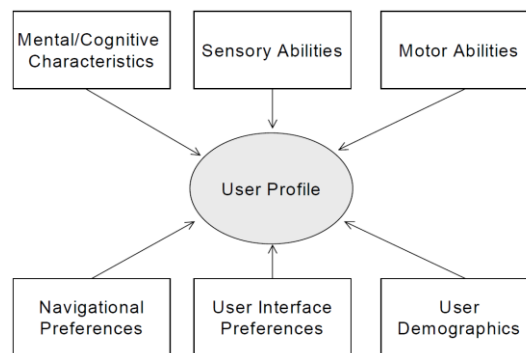 Mental/Cognitive
Characteristics
Sensory Abilities
Motor Abilities
User Profile
Navigational
Preferences
User Interface
Preferences
User
Demographics